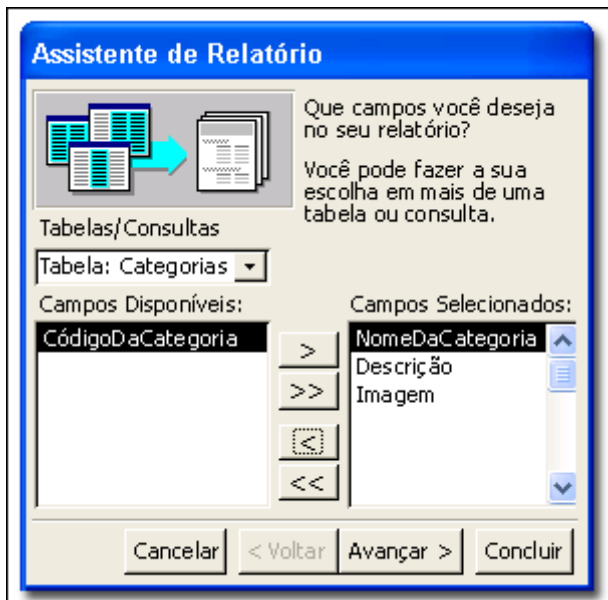 Assistente de Relatório
Que campos você deseja
no seu relatório?
Você pode fazer a sua
escolha em mais de uma
tabela ou consulta.
Tabelas/Consultas
Tabela: Categorias
Campos Disponíveis:
CódigoDaCategoria
>
>>
<
<<
Campos Selecionados:
NomeDaCategoria
Descrição
Imagem
Cancelar
< Voltar
Avançar >
Concluir